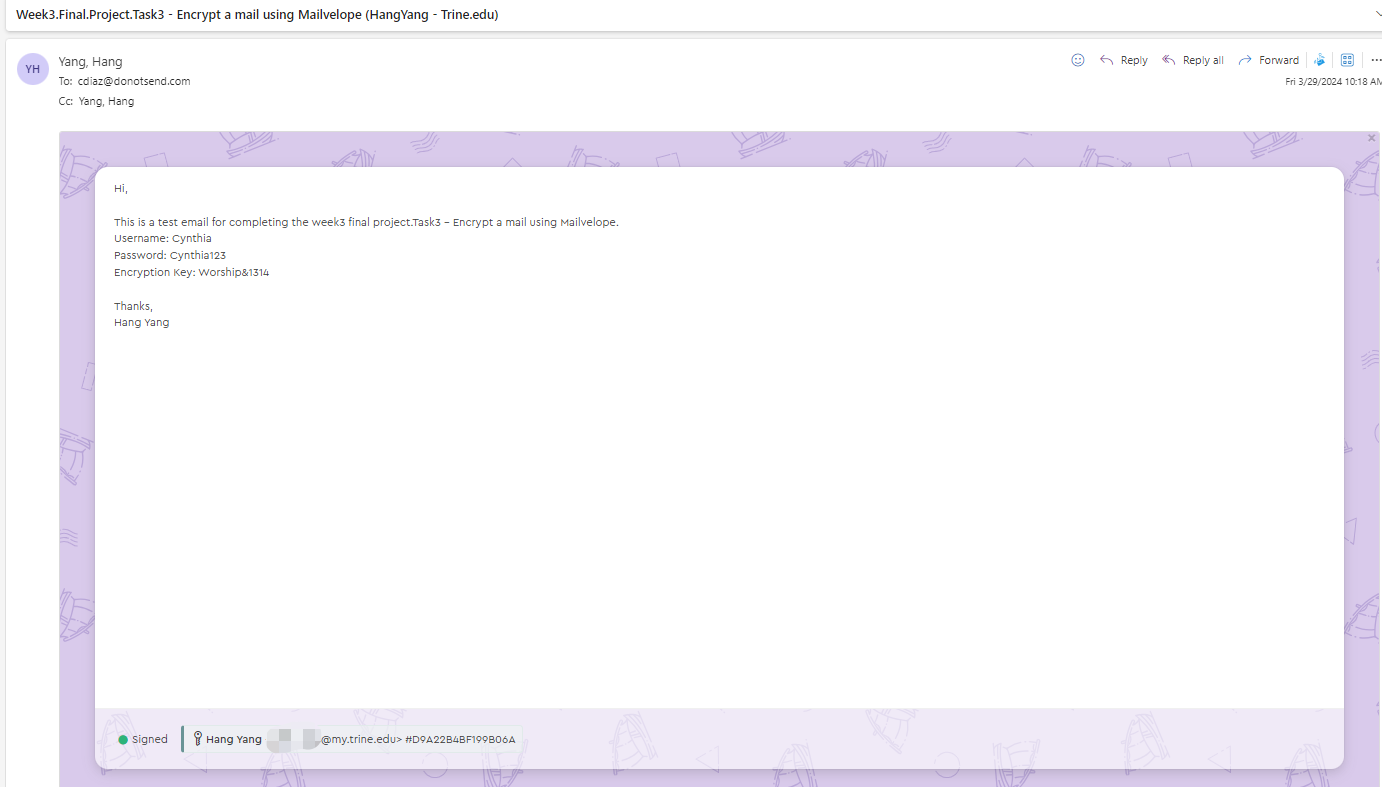 Week3.Final.Project.Task3 - Encrypt a mail using Mailvelope (HangYang - Trine.edu)
YH
Yang, Hang
Reply
Reply all
Forward
To: cdiaz@donotsend.com
Fri 3/29/2024 10:18 AM
Cc: Yang, Hang
Hi,
This is a test email for completing the week3 final project.Task3 - Encrypt a mail using Mailvelope.
Username: Cynthia
Password: Cynthia123
Encryption Key: Worship&1314
Thanks,
Hang Yang
Signed
Hang Yang @my.trine.edu> #D9A22B4BF199B06A